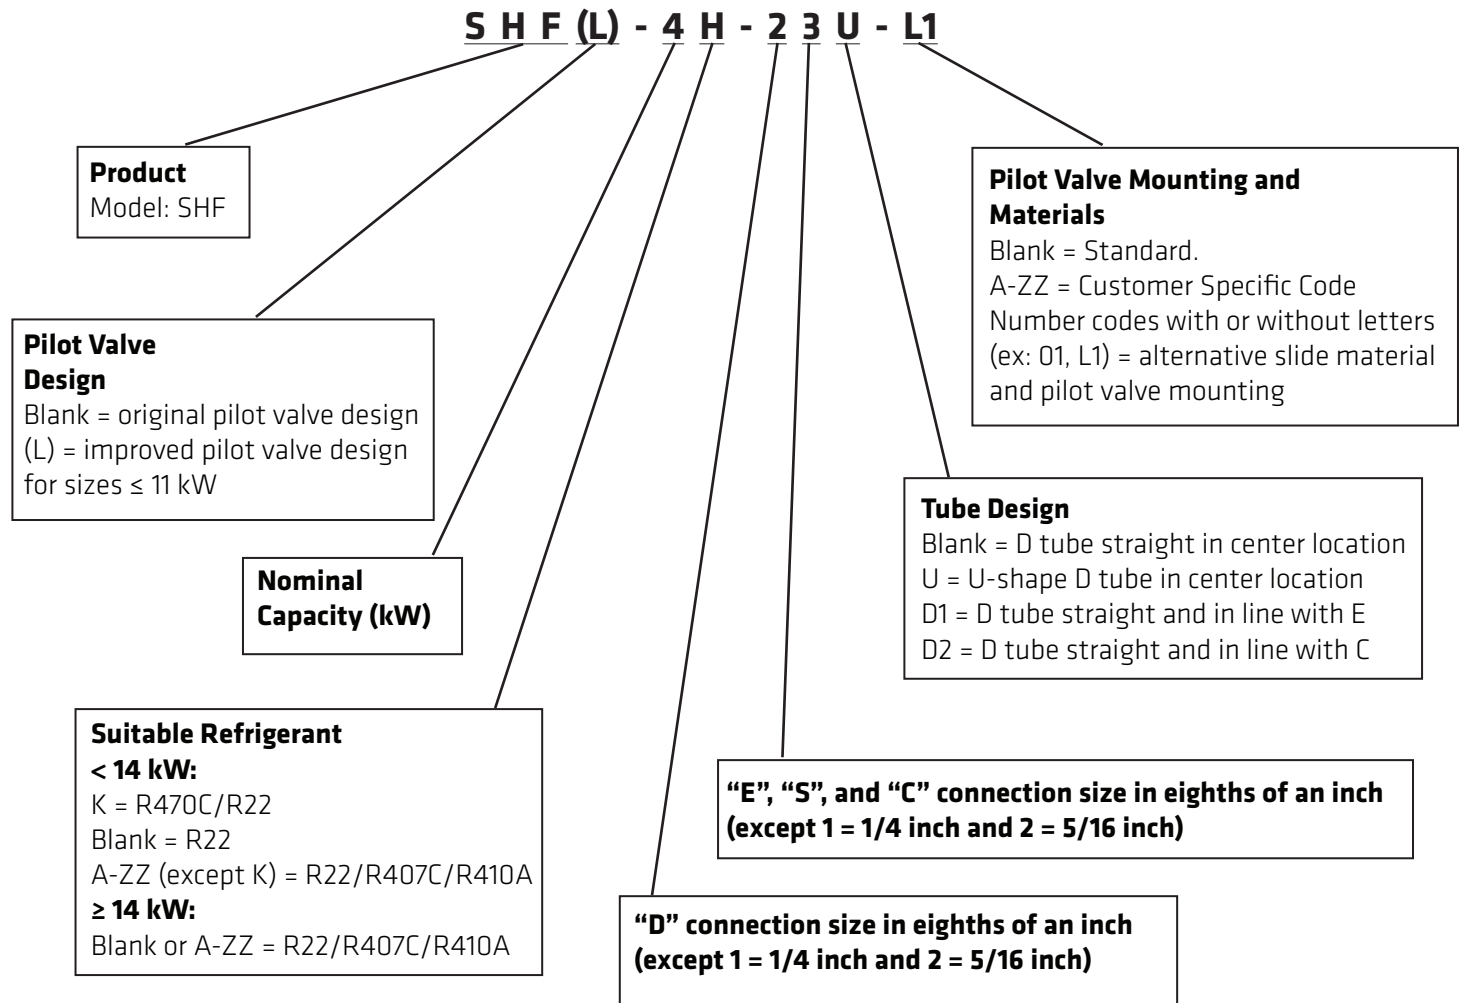 S H F (L) - 4 H - 2 3 U - L1
Product
Model: SHF
Pilot Valve Mounting and
Materials
Blank = Standard.
A-ZZ = Customer Specific Code
Number codes with or without letters
(ex: 01, L1) = alternative slide material
and pilot valve mounting
Pilot Valve
Design
Blank = original pilot valve design
(L) = improved pilot valve design
for sizes ≤ 11 kW
Tube Design
Blank = D tube straight in center location
U = U-shape D tube in center location
D1 = D tube straight and in line with E
D2 = D tube straight and in line with C
Nominal
Capacity (kW)
Suitable Refrigerant
< 14 kW:
K = R470C/R22
Blank = R22
A-ZZ (except K) = R22/R407C/R410A
≥ 14 kW:
Blank or A-ZZ = R22/R407C/R410A
“E”, “S”, and “C” connection size in eighths of an inch
(except 1 = 1/4 inch and 2 = 5/16 inch)
“D” connection size in eighths of an inch
(except 1 = 1/4 inch and 2 = 5/16 inch)